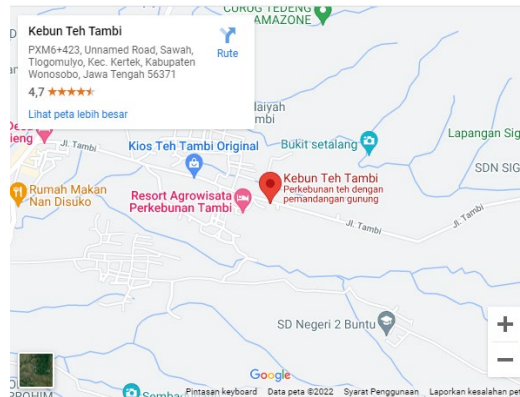 Kebun Teh Tambi
PXM6+423, Unnamed Road, Sawah,
Tlogomulyo, Kec. Kertek, Kabupaten
Wonosobo, Jawa Tengah 56371
4,7
Lihat peta lebih besar
Rute
CURUG TEDENG
AMAZONE
Jl. Tambi
Kios Teh Tambi Original
Bukit setalang
Lapangan Sig
SDN SIG
Rumah Makan
Nan Disuko
Resort Agrowisata
Perkebunan Tambi
Kebun Teh Tambi
Perkebunan teh dengan
pemandangan gunung
Jl. Tambi
Jl. Tambi
SD Negeri 2 Buntu
+
−
Google
Pintasan keyboard Data peta ©2022 Syarat Penggunaan Laporkan kesalahan pet